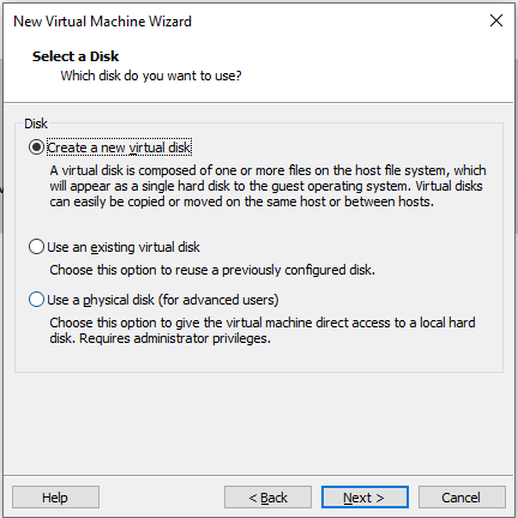 New Virtual Machine Wizard
Select a Disk
Which disk do you want to use?
Disk
Create a new virtual disk
A virtual disk is composed of one or more files on the host file system, which
will appear as a single hard disk to the guest operating system. Virtual disks
can easily be copied or moved on the same host or between hosts.
Use an existing virtual disk
Choose this option to reuse a previously configured disk.
Use a physical disk (for advanced users)
Choose this option to give the virtual machine direct access to a local hard
disk. Requires administrator privileges.
Help
< Back
Next >
Cancel